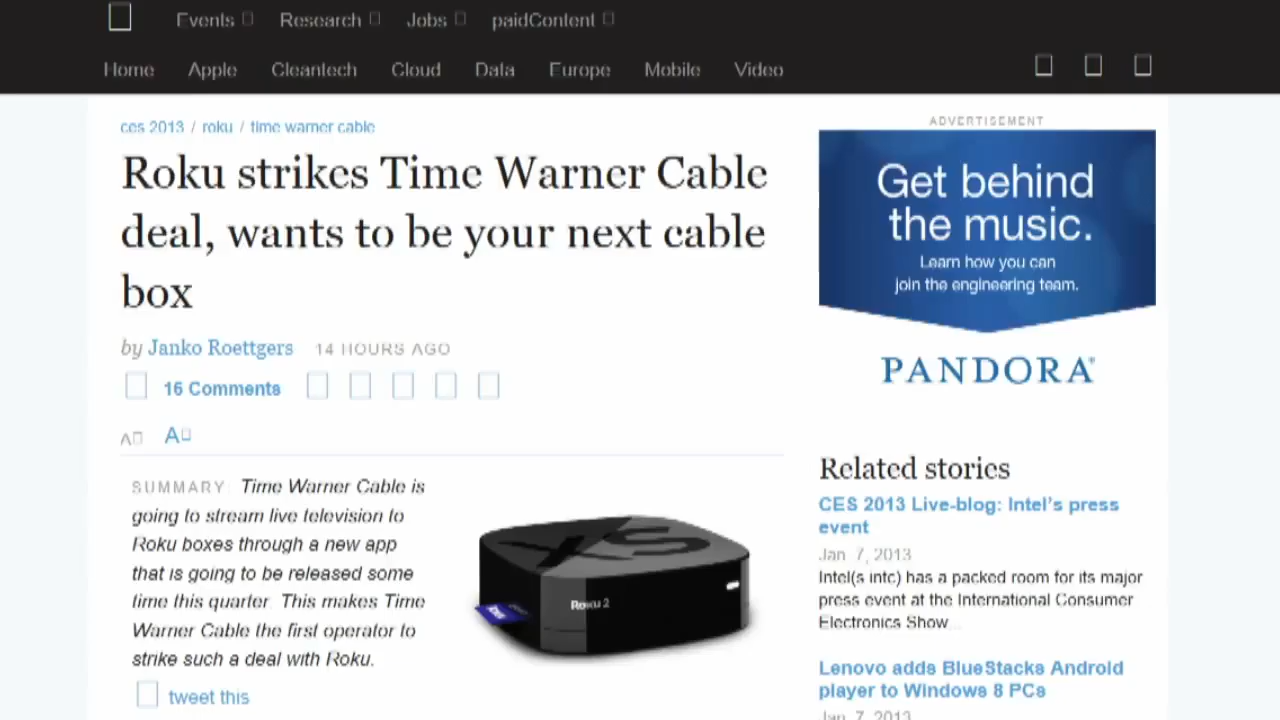 Events Research Jobs paidContent
Home Apple Cleantech Cloud Data Europe Mobile Video
ces 2013 / roku / time warner cable
Roku strikes Time Warner Cable
deal, wants to be your next cable
box
by Janko Roettgers 14 HOURS AGO
16 Comments
A A
SUMMARY Time Warner Cable is
going to stream live television to
Roku boxes through a new app
that is going to be released some
time this quarter. This makes Time
Warner Cable the first operator to
strike such a deal with Roku.
tweet this
XS
Roku 2
ADVERTISEMENT
Get behind
the music.
Learn how you can
join the engineering team.
PANDORA®
Related stories
CES 2013 Live-blog: Intel's press
event
Jan. 7, 2013
Intel(s intc) has a packed room for its major
press event at the International Consumer
Electronics Show...
Lenovo adds BlueStacks Android
player to Windows 8 PCs
Jan. 7, 2013